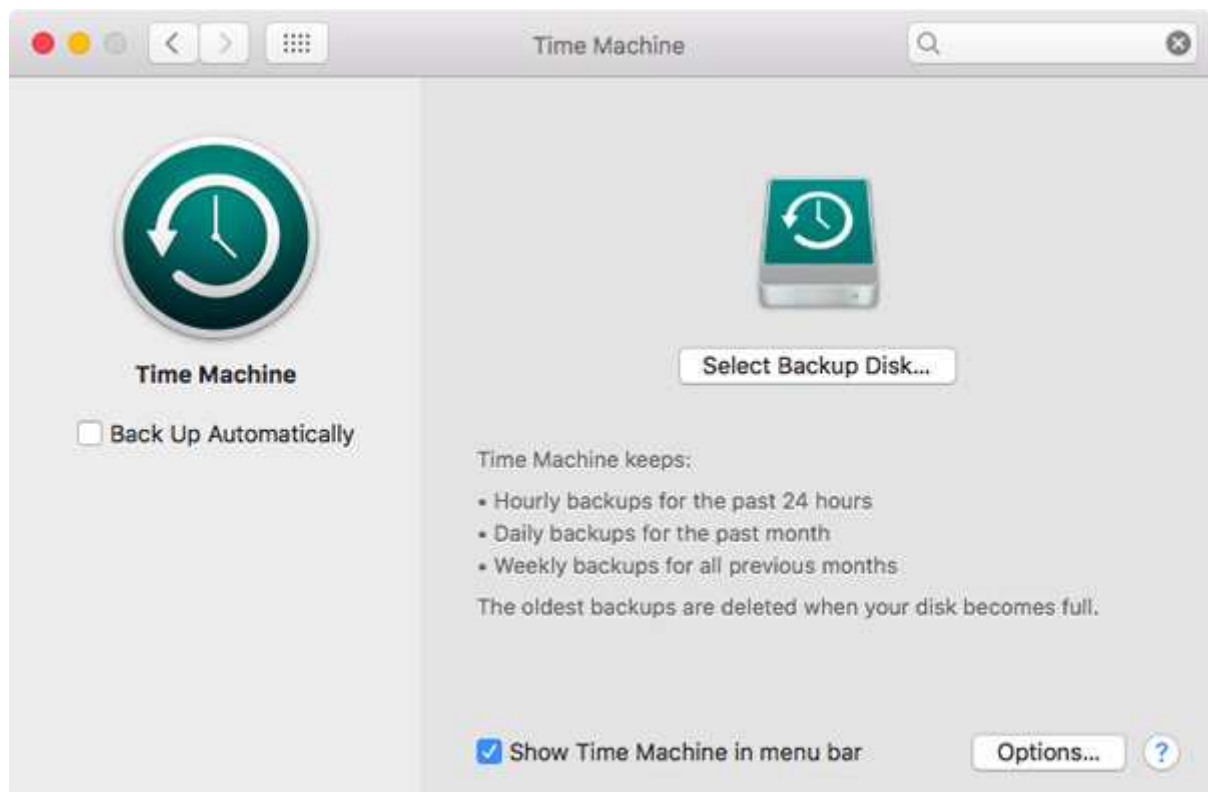 Time Machine
Select Backup Disk...
Time Machine
Back Up Automatically
Time Machine keeps:
• Hourly backups for the past 24 hours
• Daily backups for the past month
• Weekly backups for all previous months
The oldest backups are deleted when your disk becomes full.
Show Time Machine in menu bar
Options...
?